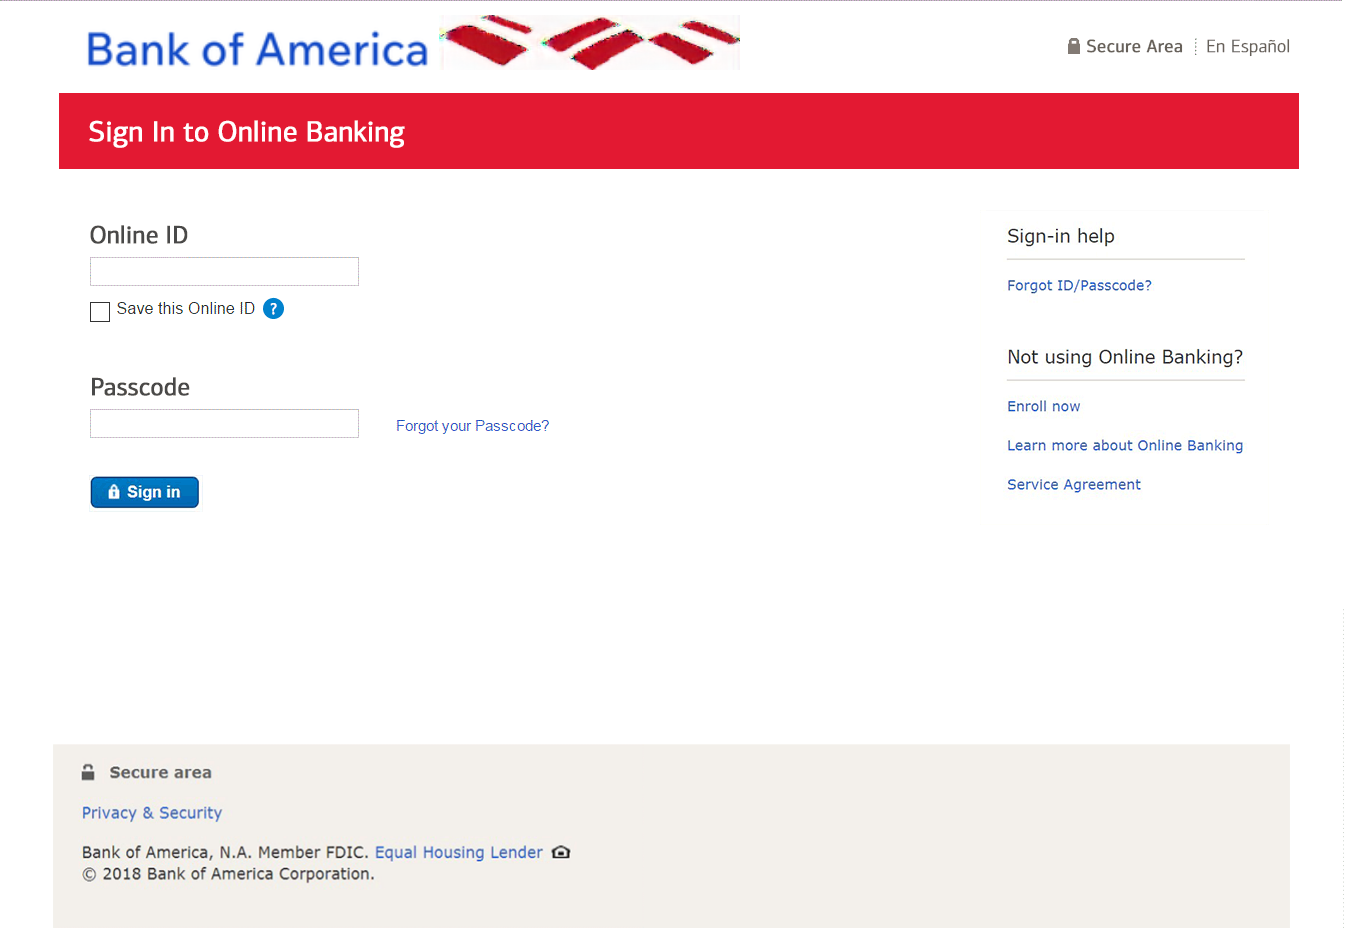 Bank of America
Secure Area
En Español
Sign In to Online Banking
Online ID
Save this Online ID ?
Passcode
Forgot your Passcode?
Sign in
Sign-in help
Forgot ID/Passcode?
Not using Online Banking?
Enroll now
Learn more about Online Banking
Service Agreement
Secure area
Privacy & Security
Bank of America, N.A. Member FDIC. Equal Housing Lender
© 2018 Bank of America Corporation.